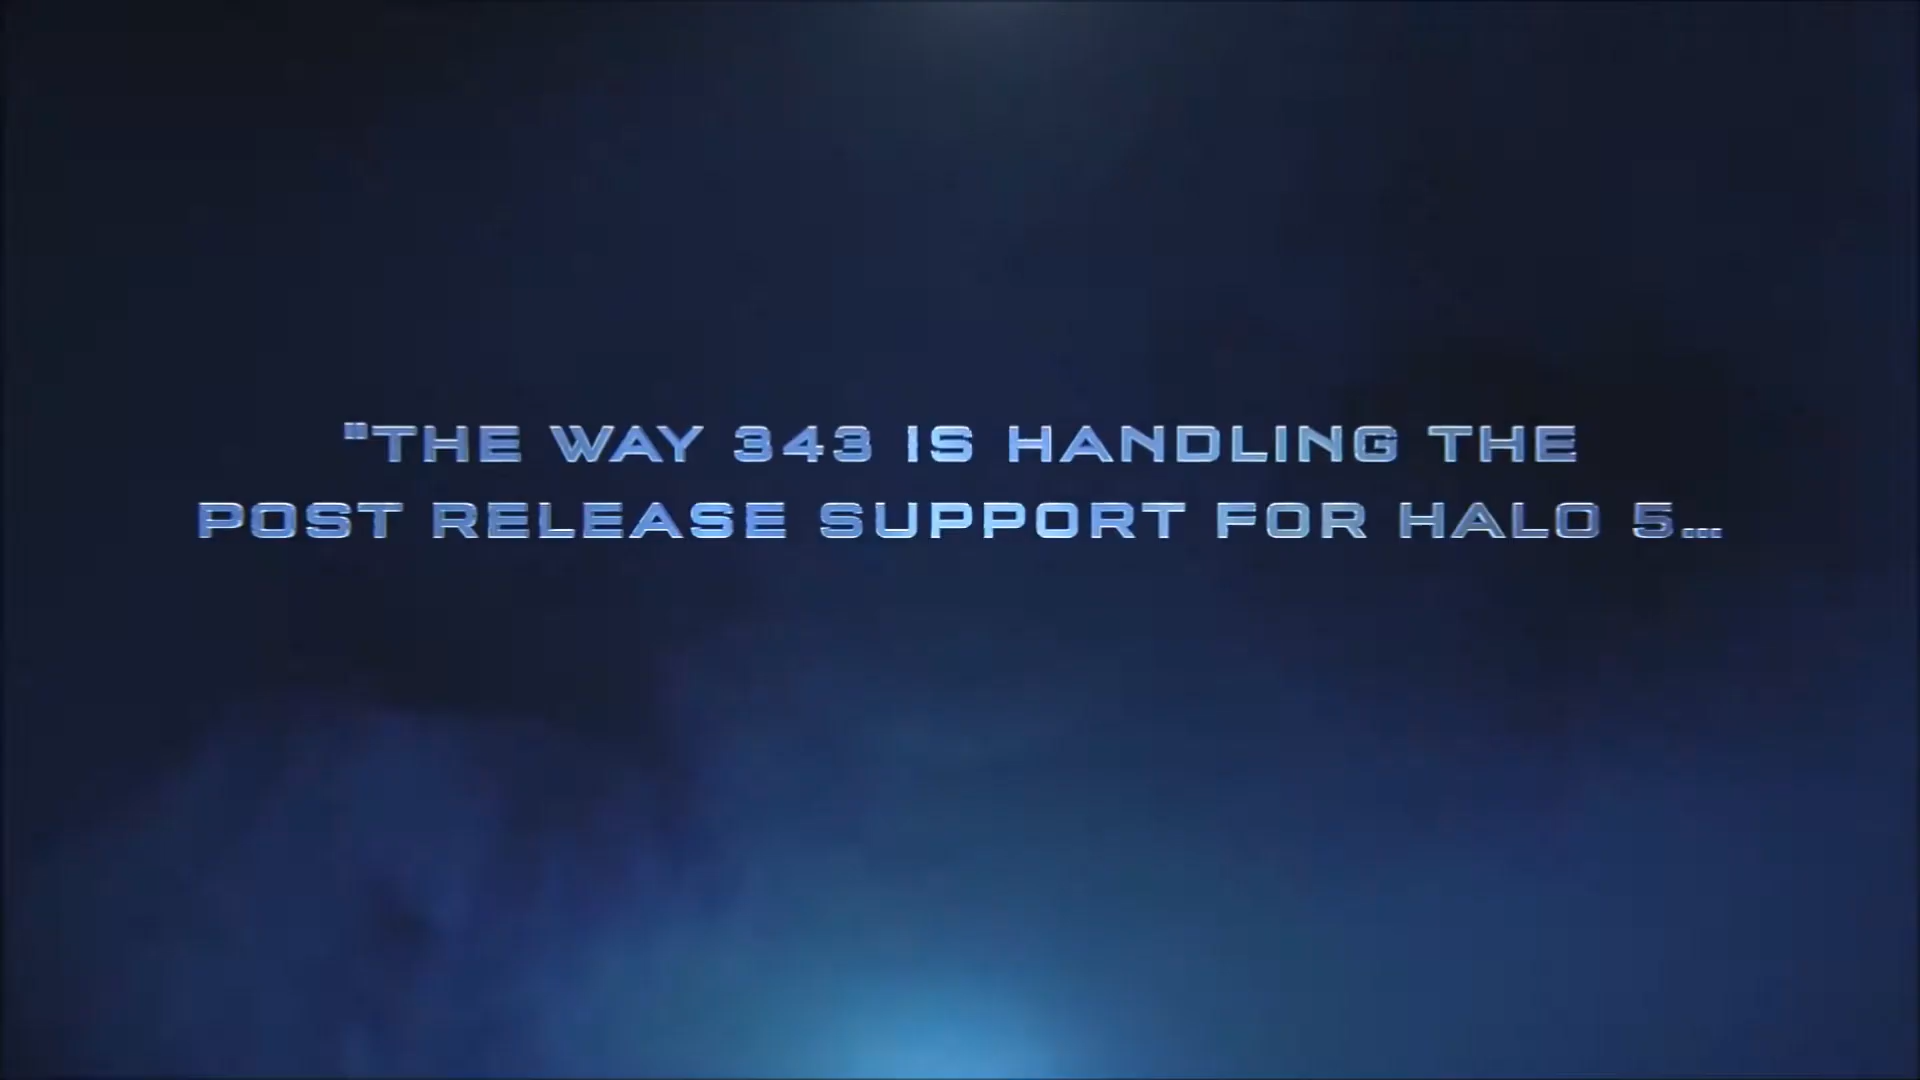 "THE WAY 343 IS HANDLING THE
POST RELEASE SUPPORT FOR HALO 5...